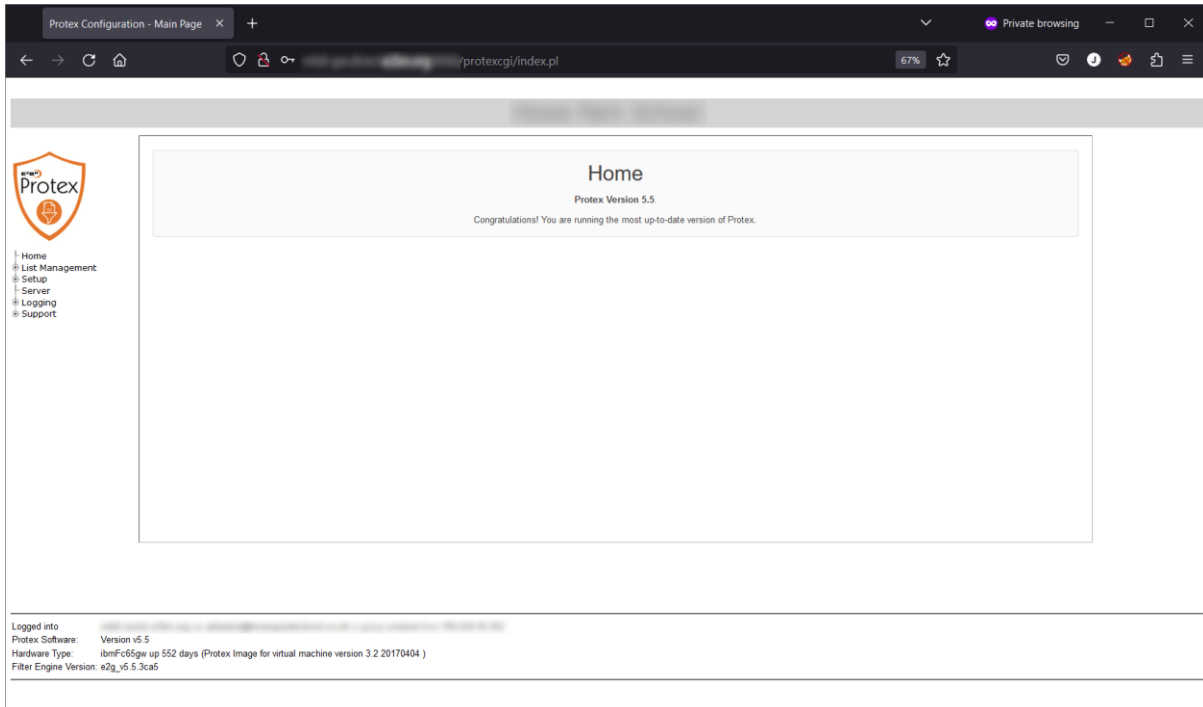 Protex Configuration - Main Page
Private browsing
/protexcgi/index.pl
67%
J
Protex
Home
Protex Version 5.5.
Congratulations! You are running the most up-to-date version of Protex.
Home
List Management
Setup
Server
Logging
Support
Logged into
Protex Software: Version v5.5
Hardware Type: ibmFc65gw up 552 days (Protex Image for virtual machine version 3.2 20170404 )
Filter Engine Version: e2g_v5.5.3ca5